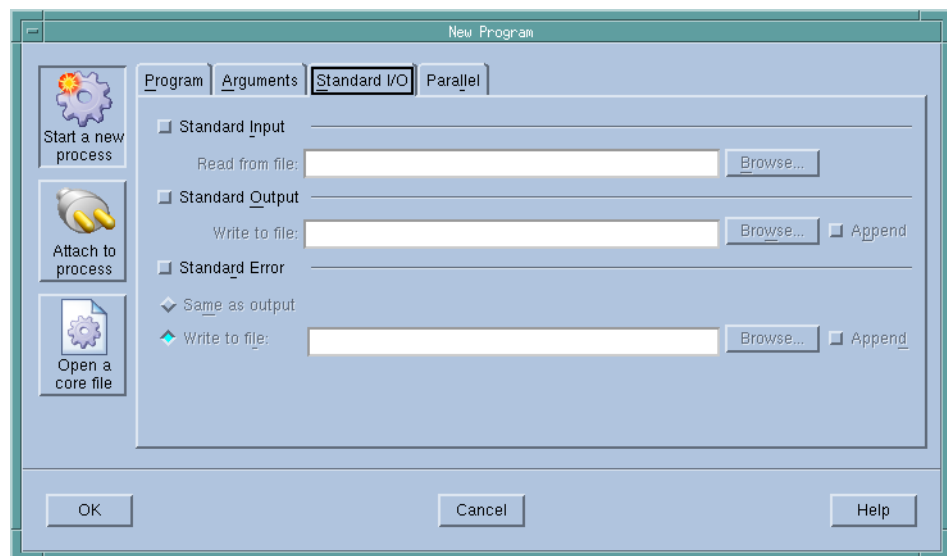 New Program
Start a new
process
Attach to
process
Open a
core file
Program Arguments Standard I/O Parallel
Standard Input
Read from file: Browse...
Standard Output
Write to file: Browse... Append
Standard Error
Same as output
Write to file: Browse... Append
OK Cancel Help